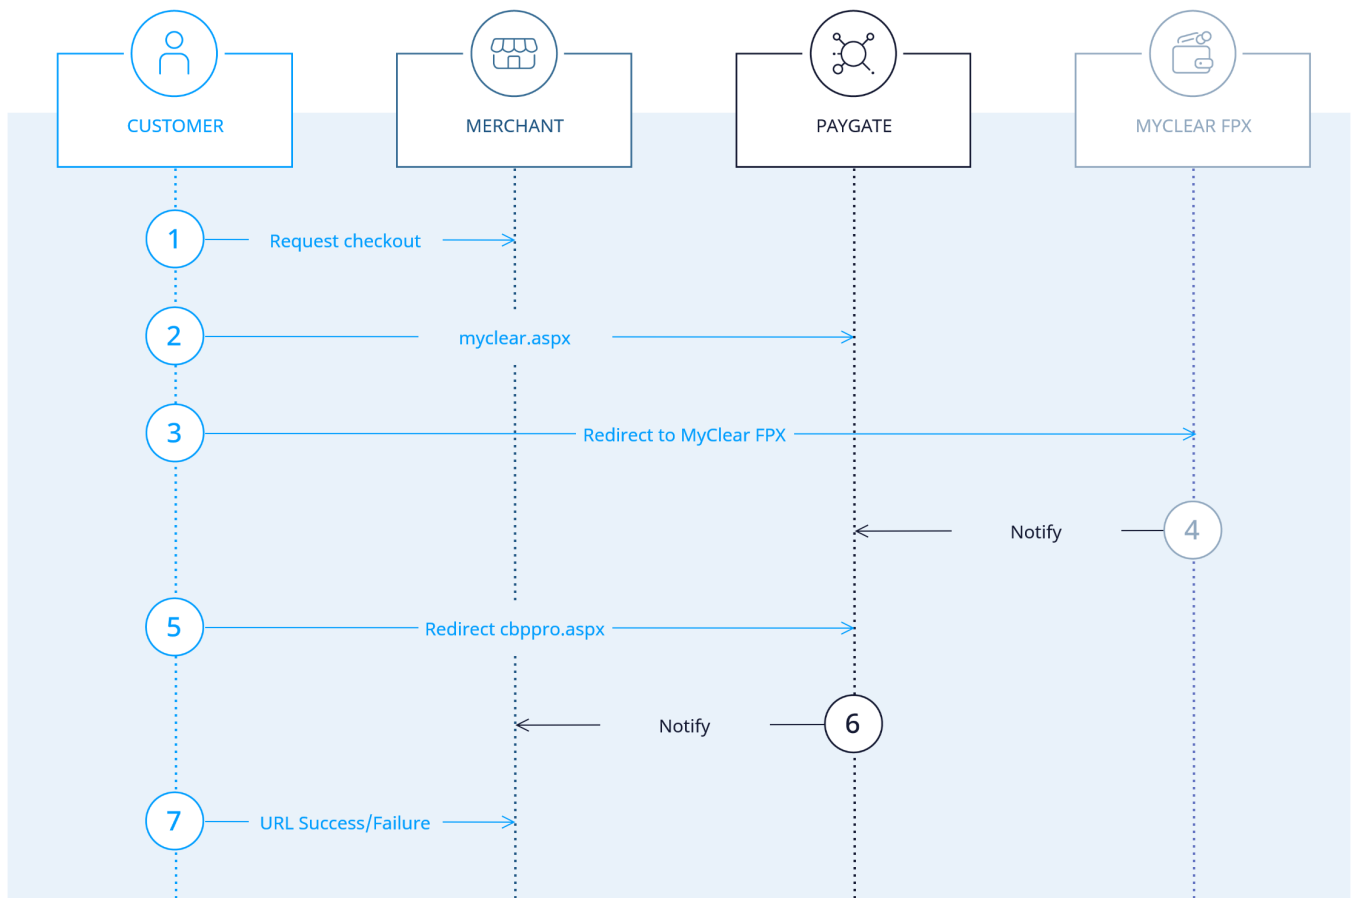 CUSTOMER
MERCHANT
PAYGATE
MYCLEAR FPX
1
Request checkout
2
myclear.aspx
3
Redirect to MyClear FPX
Notify
4
5
Redirect cbppro.aspx
Notify
6
7
URL Success/Failure